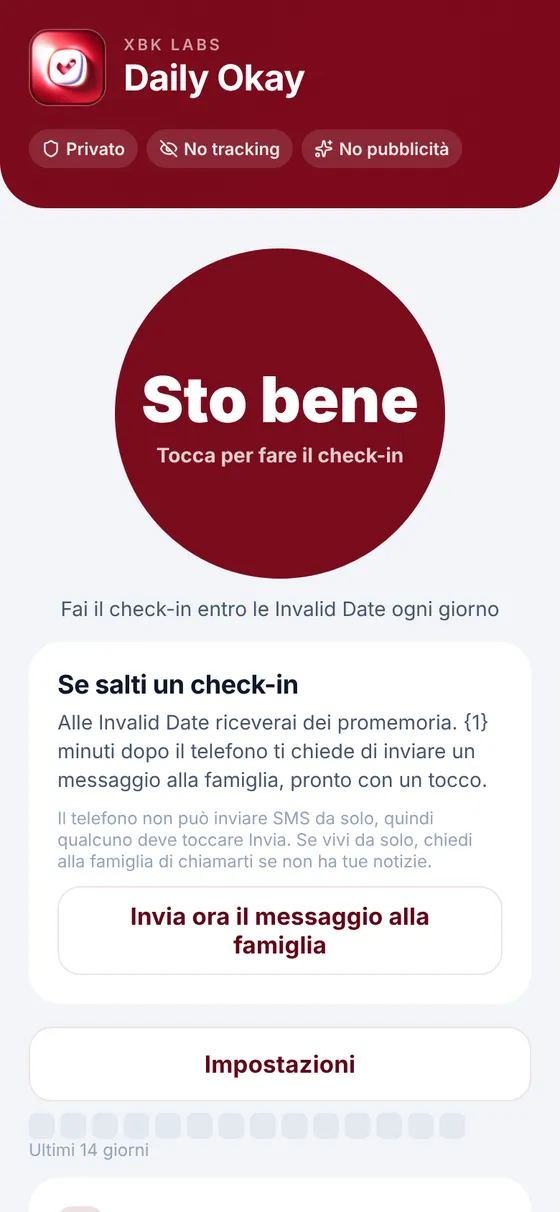 XBK LABS
Daily Okay
Privato
No tracking
No pubblicità
Sto bene
Tocca per fare il check-in
Fai il check-in entro le Invalid Date ogni giorno
Se salti un check-in
Alle Invalid Date riceverai dei promemoria. {1}
minuti dopo il telefono ti chiede di inviare un
messaggio alla famiglia, pronto con un tocco.
Il telefono non può inviare SMS da solo, quindi
qualcuno deve toccare Invia. Se vivi da solo, chiedi
alla famiglia di chiamarti se non ha tue notizie.
Invia ora il messaggio alla
famiglia
Impostazioni
Ultimi 14 giorni